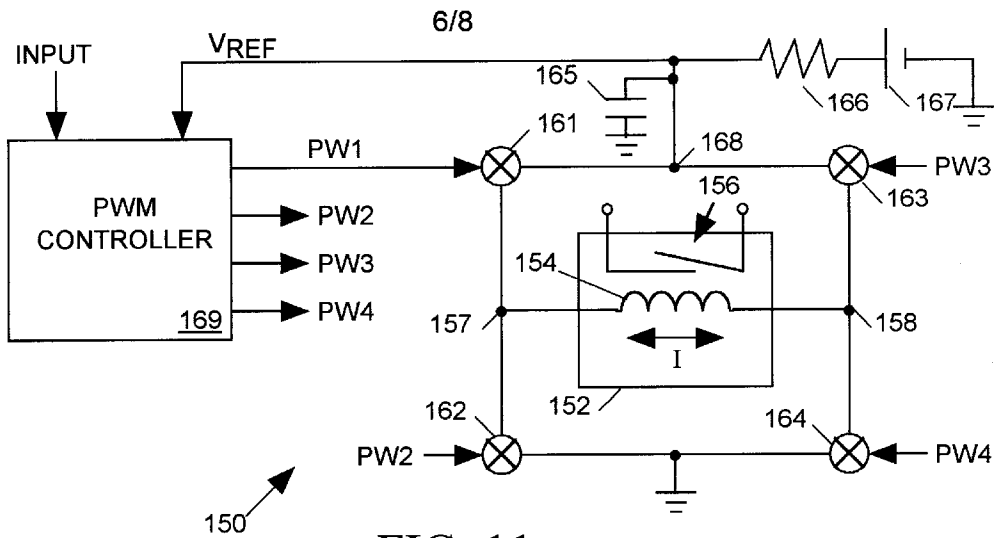 6/8
INPUT
VREF
165
161
166
167
168
PW1
PW3
163
PWM
CONTROLLER
169
PW2
PW3
PW4
156
154
157
158
I
152
162
164
PW2
PW4
150
FIG. 11